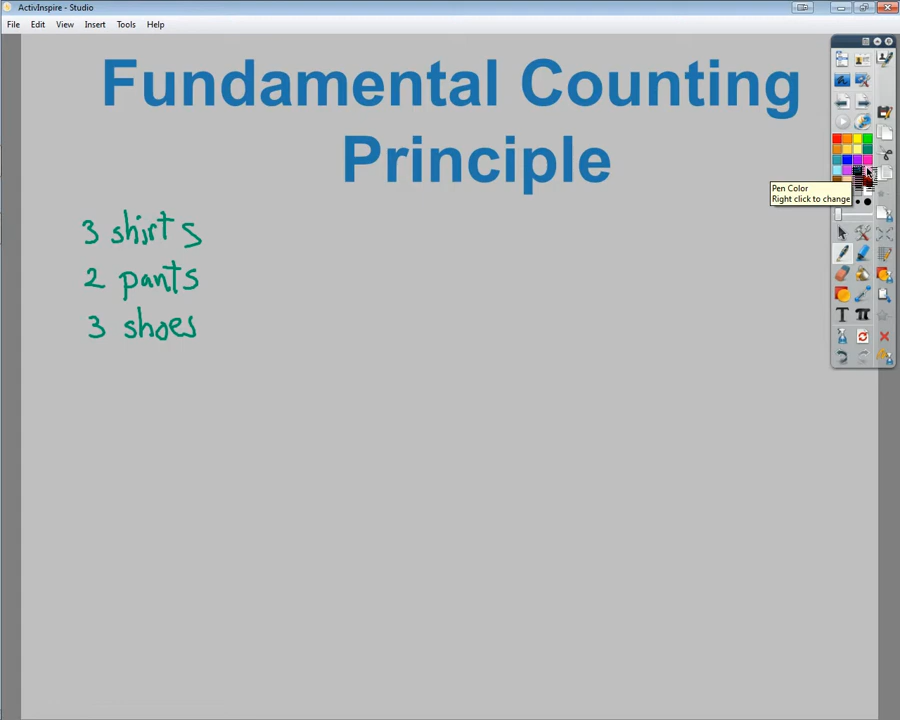 ActivInspire - Studio
File Edit View Insert Tools Help
Fundamental Counting
Principle
Pen Color
Right click to change
3 shirts
2 pants
3 shoes
T π